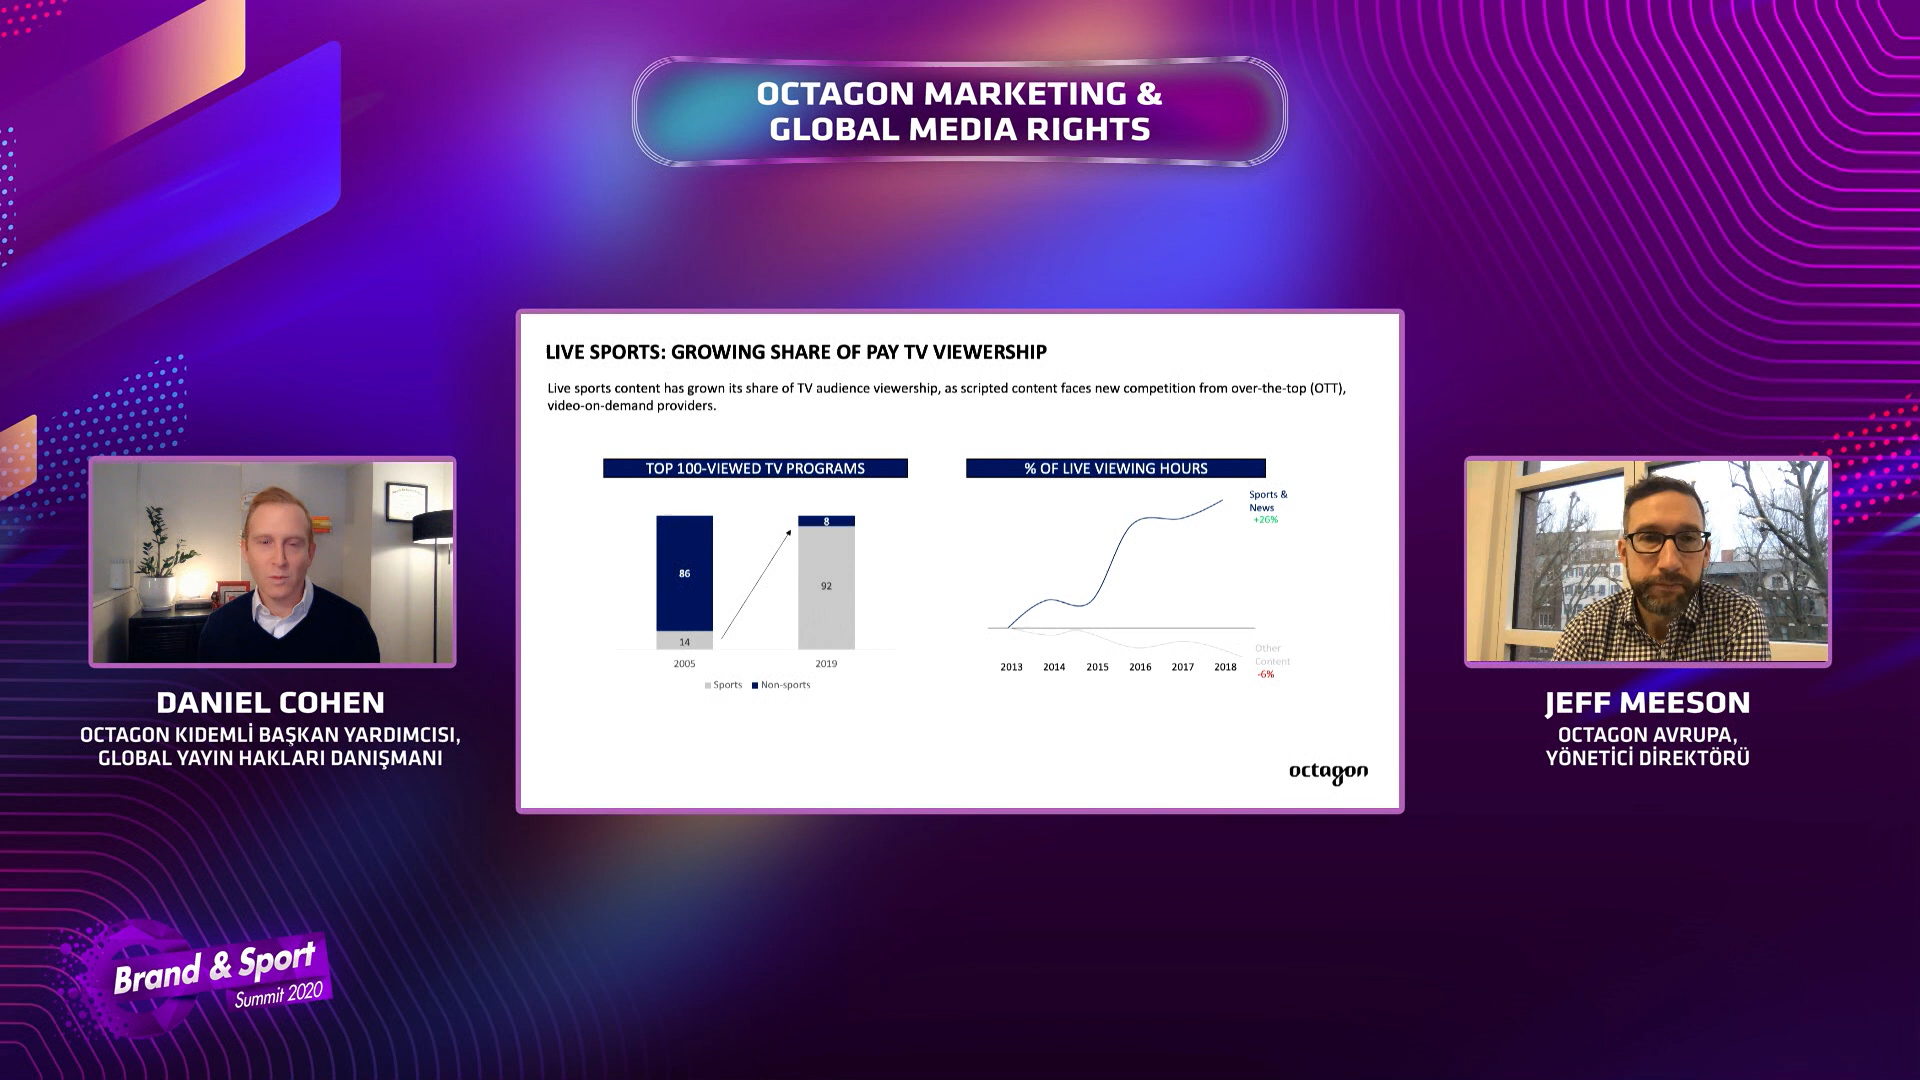 OCTAGON MARKETING &
GLOBAL MEDIA RIGHTS
LIVE SPORTS: GROWING SHARE OF PAY TV VIEWERSHIP
Live sports content has grown its share of TV audience viewership, as scripted content faces new competition from over-the-top (OTT),
video-on-demand providers.
TOP 100-VIEWED TV PROGRAMS
86
14
8
92
2005
2019
Sports
Non-sports
% OF LIVE VIEWING HOURS
Sports &
News
+26%
Other
Content
-6%
2013 2014 2015 2016 2017 2018
octagon
DANIEL COHEN
OCTAGON KIDEMLİ BAŞKAN YARDIMCISI,
GLOBAL YAYIN HAKLARI DANIŞMANI
JEFF MEESON
OCTAGON AVRUPA,
YÖNETİCİ DİREKTÖRÜ
Brand & Sport
Summit 2020